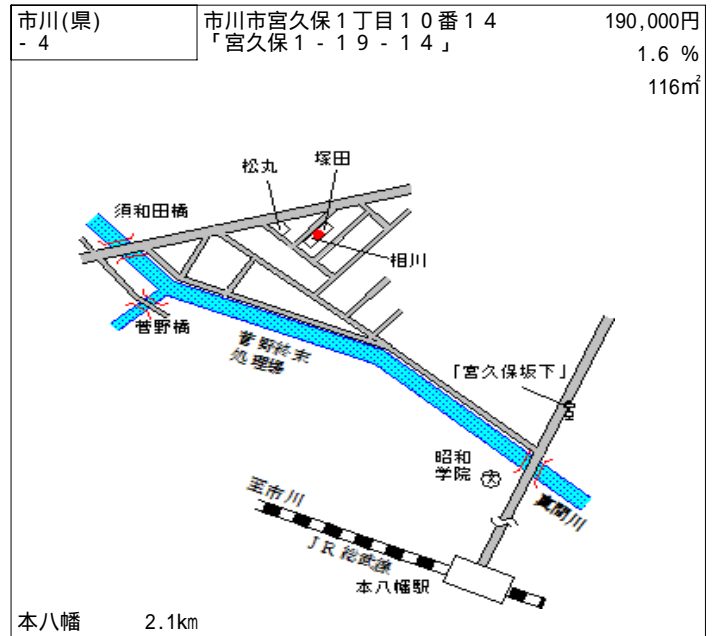 市川(県)
- 4
市川市宮久保１丁目１０番１４
「宮久保１‐１９‐１４」
190,000円
1.6 %
116㎡
松丸
塚田
須和田橋
相川
菅野橋
菅野終末
処理場
「宮久保坂下」
昭和
学院
文
真間川
至市川
ＪＲ総武線
本八幡駅
本八幡 2.1km